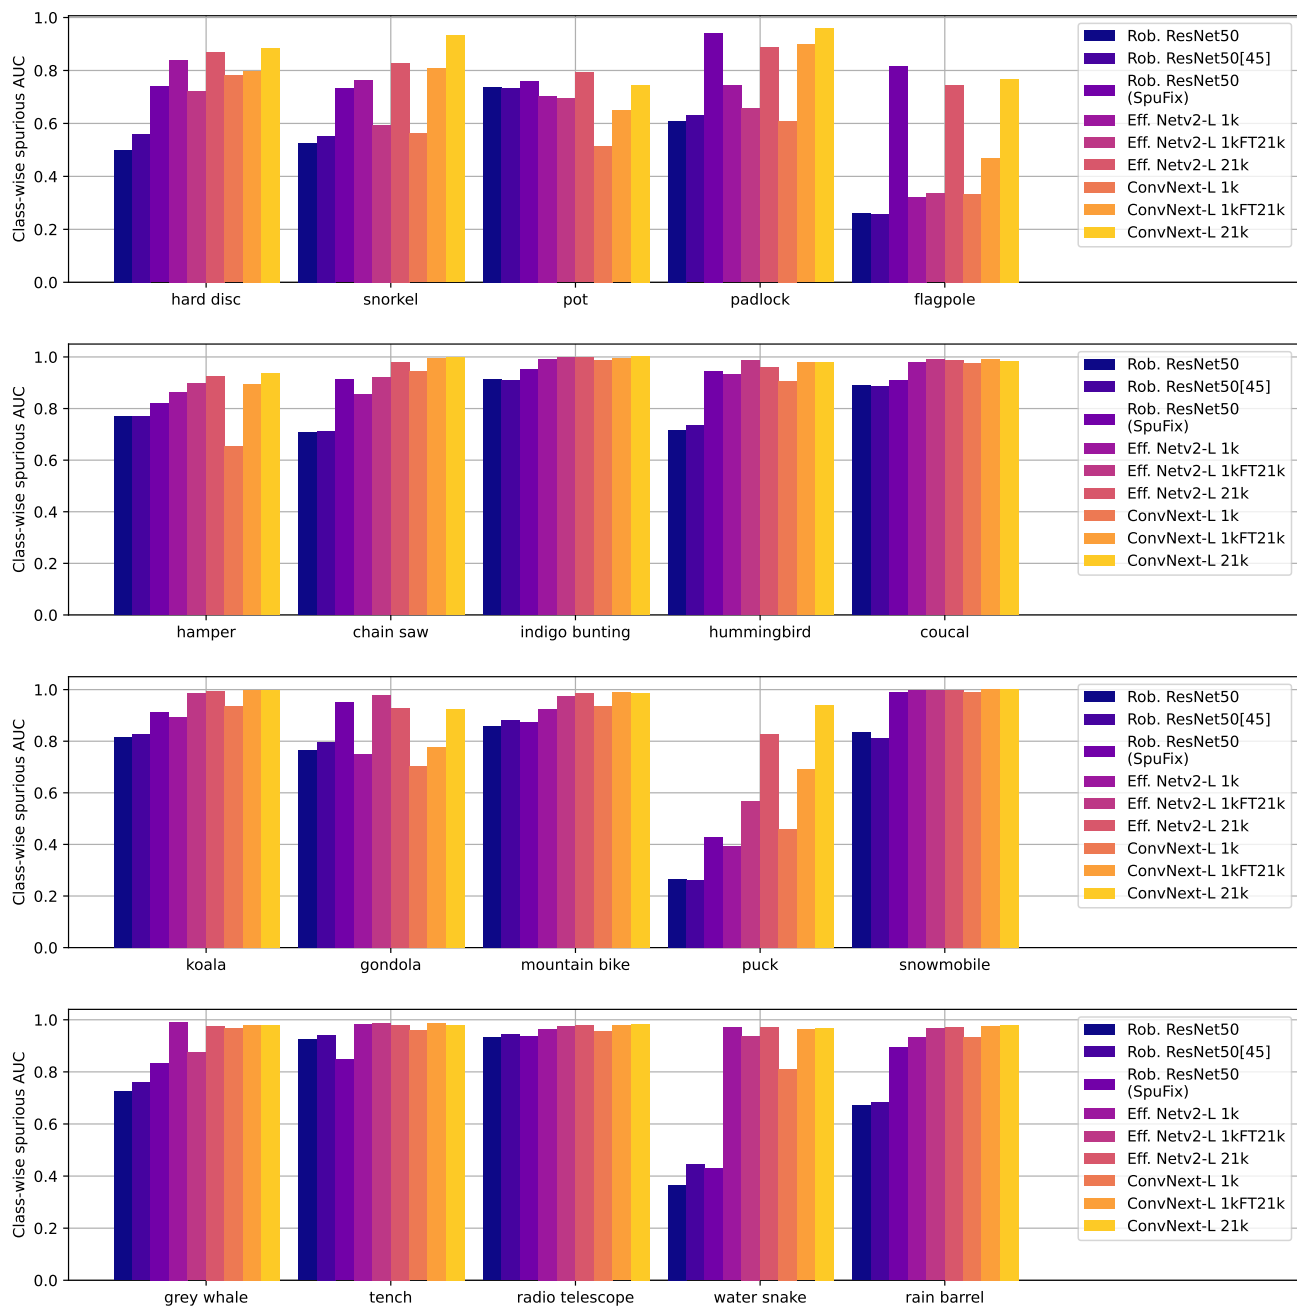 Class-wise spurious AUC
1.0
0.8
0.6
0.4
0.2
0.0
hard disc
snorkel
pot
padlock
flagpole
Rob. ResNet50
Rob. ResNet50[45]
Rob. ResNet50
(SpuFix)
Eff. Netv2-L 1k
Eff. Netv2-L 1kFT21k
Eff. Netv2-L 21k
ConvNext-L 1k
ConvNext-L 1kFT21k
ConvNext-L 21k
Class-wise spurious AUC
1.0
0.8
0.6
0.4
0.2
0.0
hamper
chain saw
indigo bunting
hummingbird
coucal
Rob. ResNet50
Rob. ResNet50[45]
Rob. ResNet50
(SpuFix)
Eff. Netv2-L 1k
Eff. Netv2-L 1kFT21k
Eff. Netv2-L 21k
ConvNext-L 1k
ConvNext-L 1kFT21k
ConvNext-L 21k
Class-wise spurious AUC
1.0
0.8
0.6
0.4
0.2
0.0
koala
gondola
mountain bike
puck
snowmobile
Rob. ResNet50
Rob. ResNet50[45]
Rob. ResNet50
(SpuFix)
Eff. Netv2-L 1k
Eff. Netv2-L 1kFT21k
Eff. Netv2-L 21k
ConvNext-L 1k
ConvNext-L 1kFT21k
ConvNext-L 21k
Class-wise spurious AUC
1.0
0.8
0.6
0.4
0.2
0.0
grey whale
tench
radio telescope
water snake
rain barrel
Rob. ResNet50
Rob. ResNet50[45]
Rob. ResNet50
(SpuFix)
Eff. Netv2-L 1k
Eff. Netv2-L 1kFT21k
Eff. Netv2-L 21k
ConvNext-L 1k
ConvNext-L 1kFT21k
ConvNext-L 21k